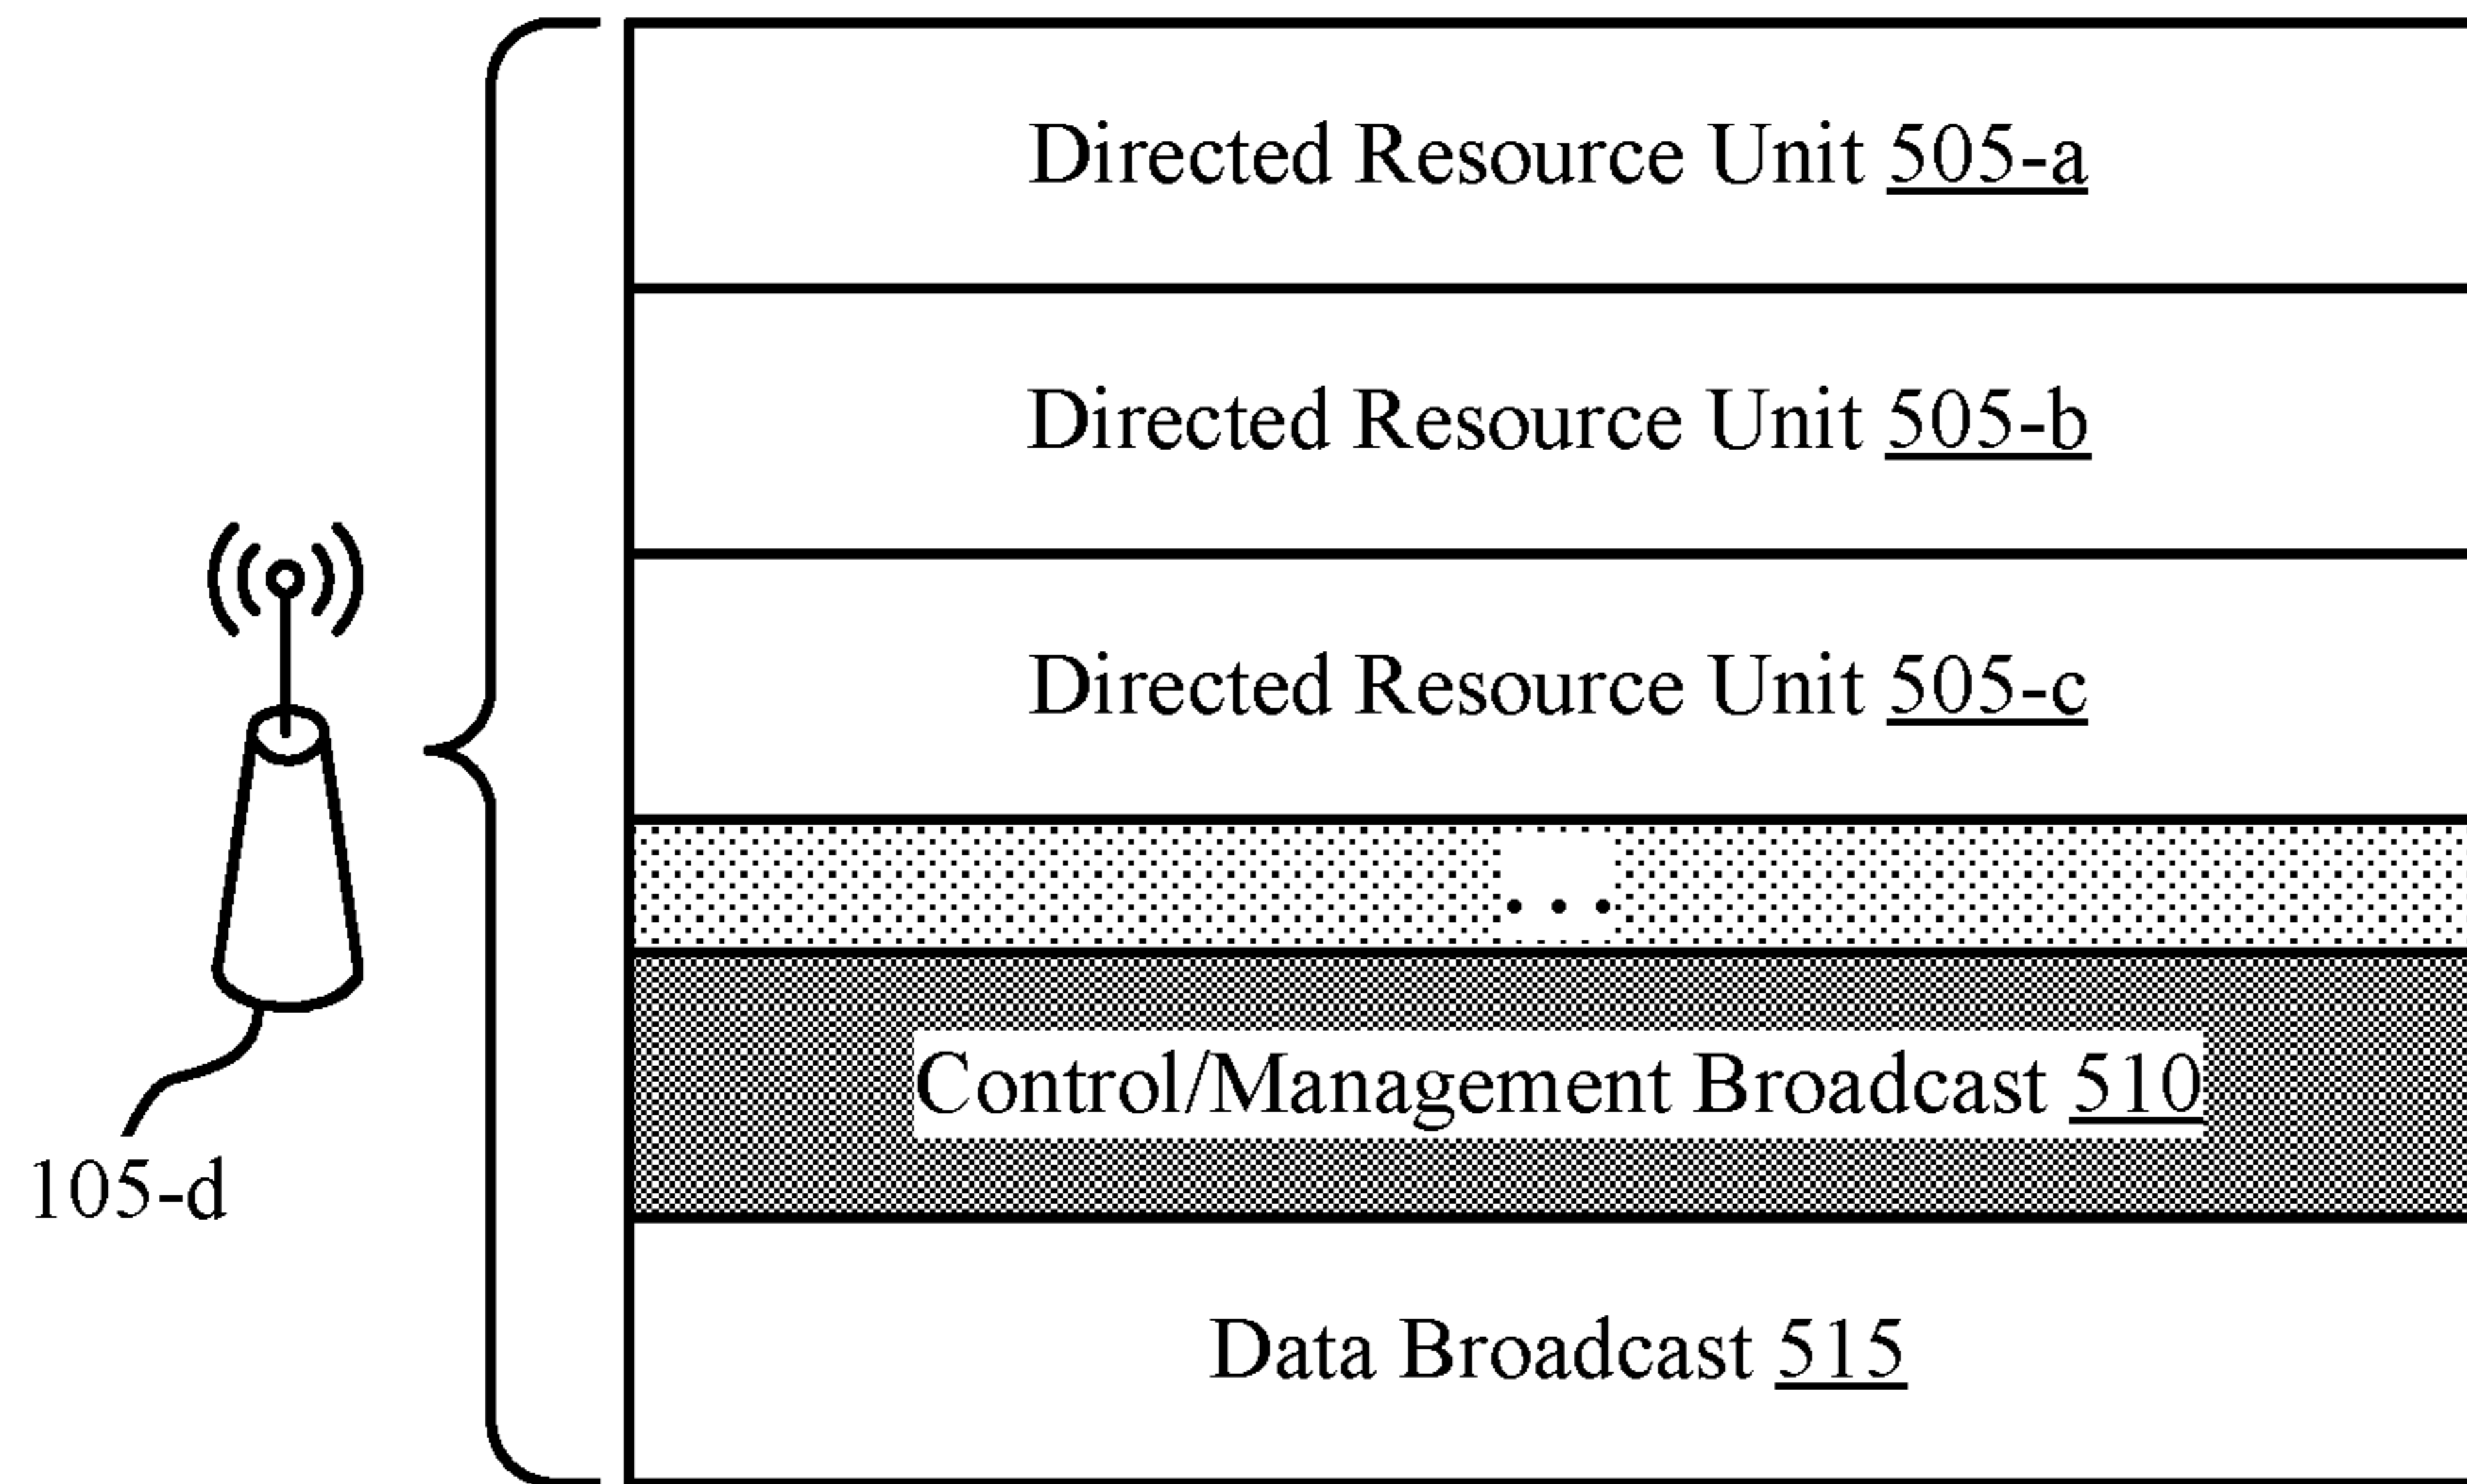 Directed Resource Unit 505-a
Directed Resource Unit 505-b
Directed Resource Unit 505-c
...
Control/Management Broadcast 510
105-d
Data Broadcast 515